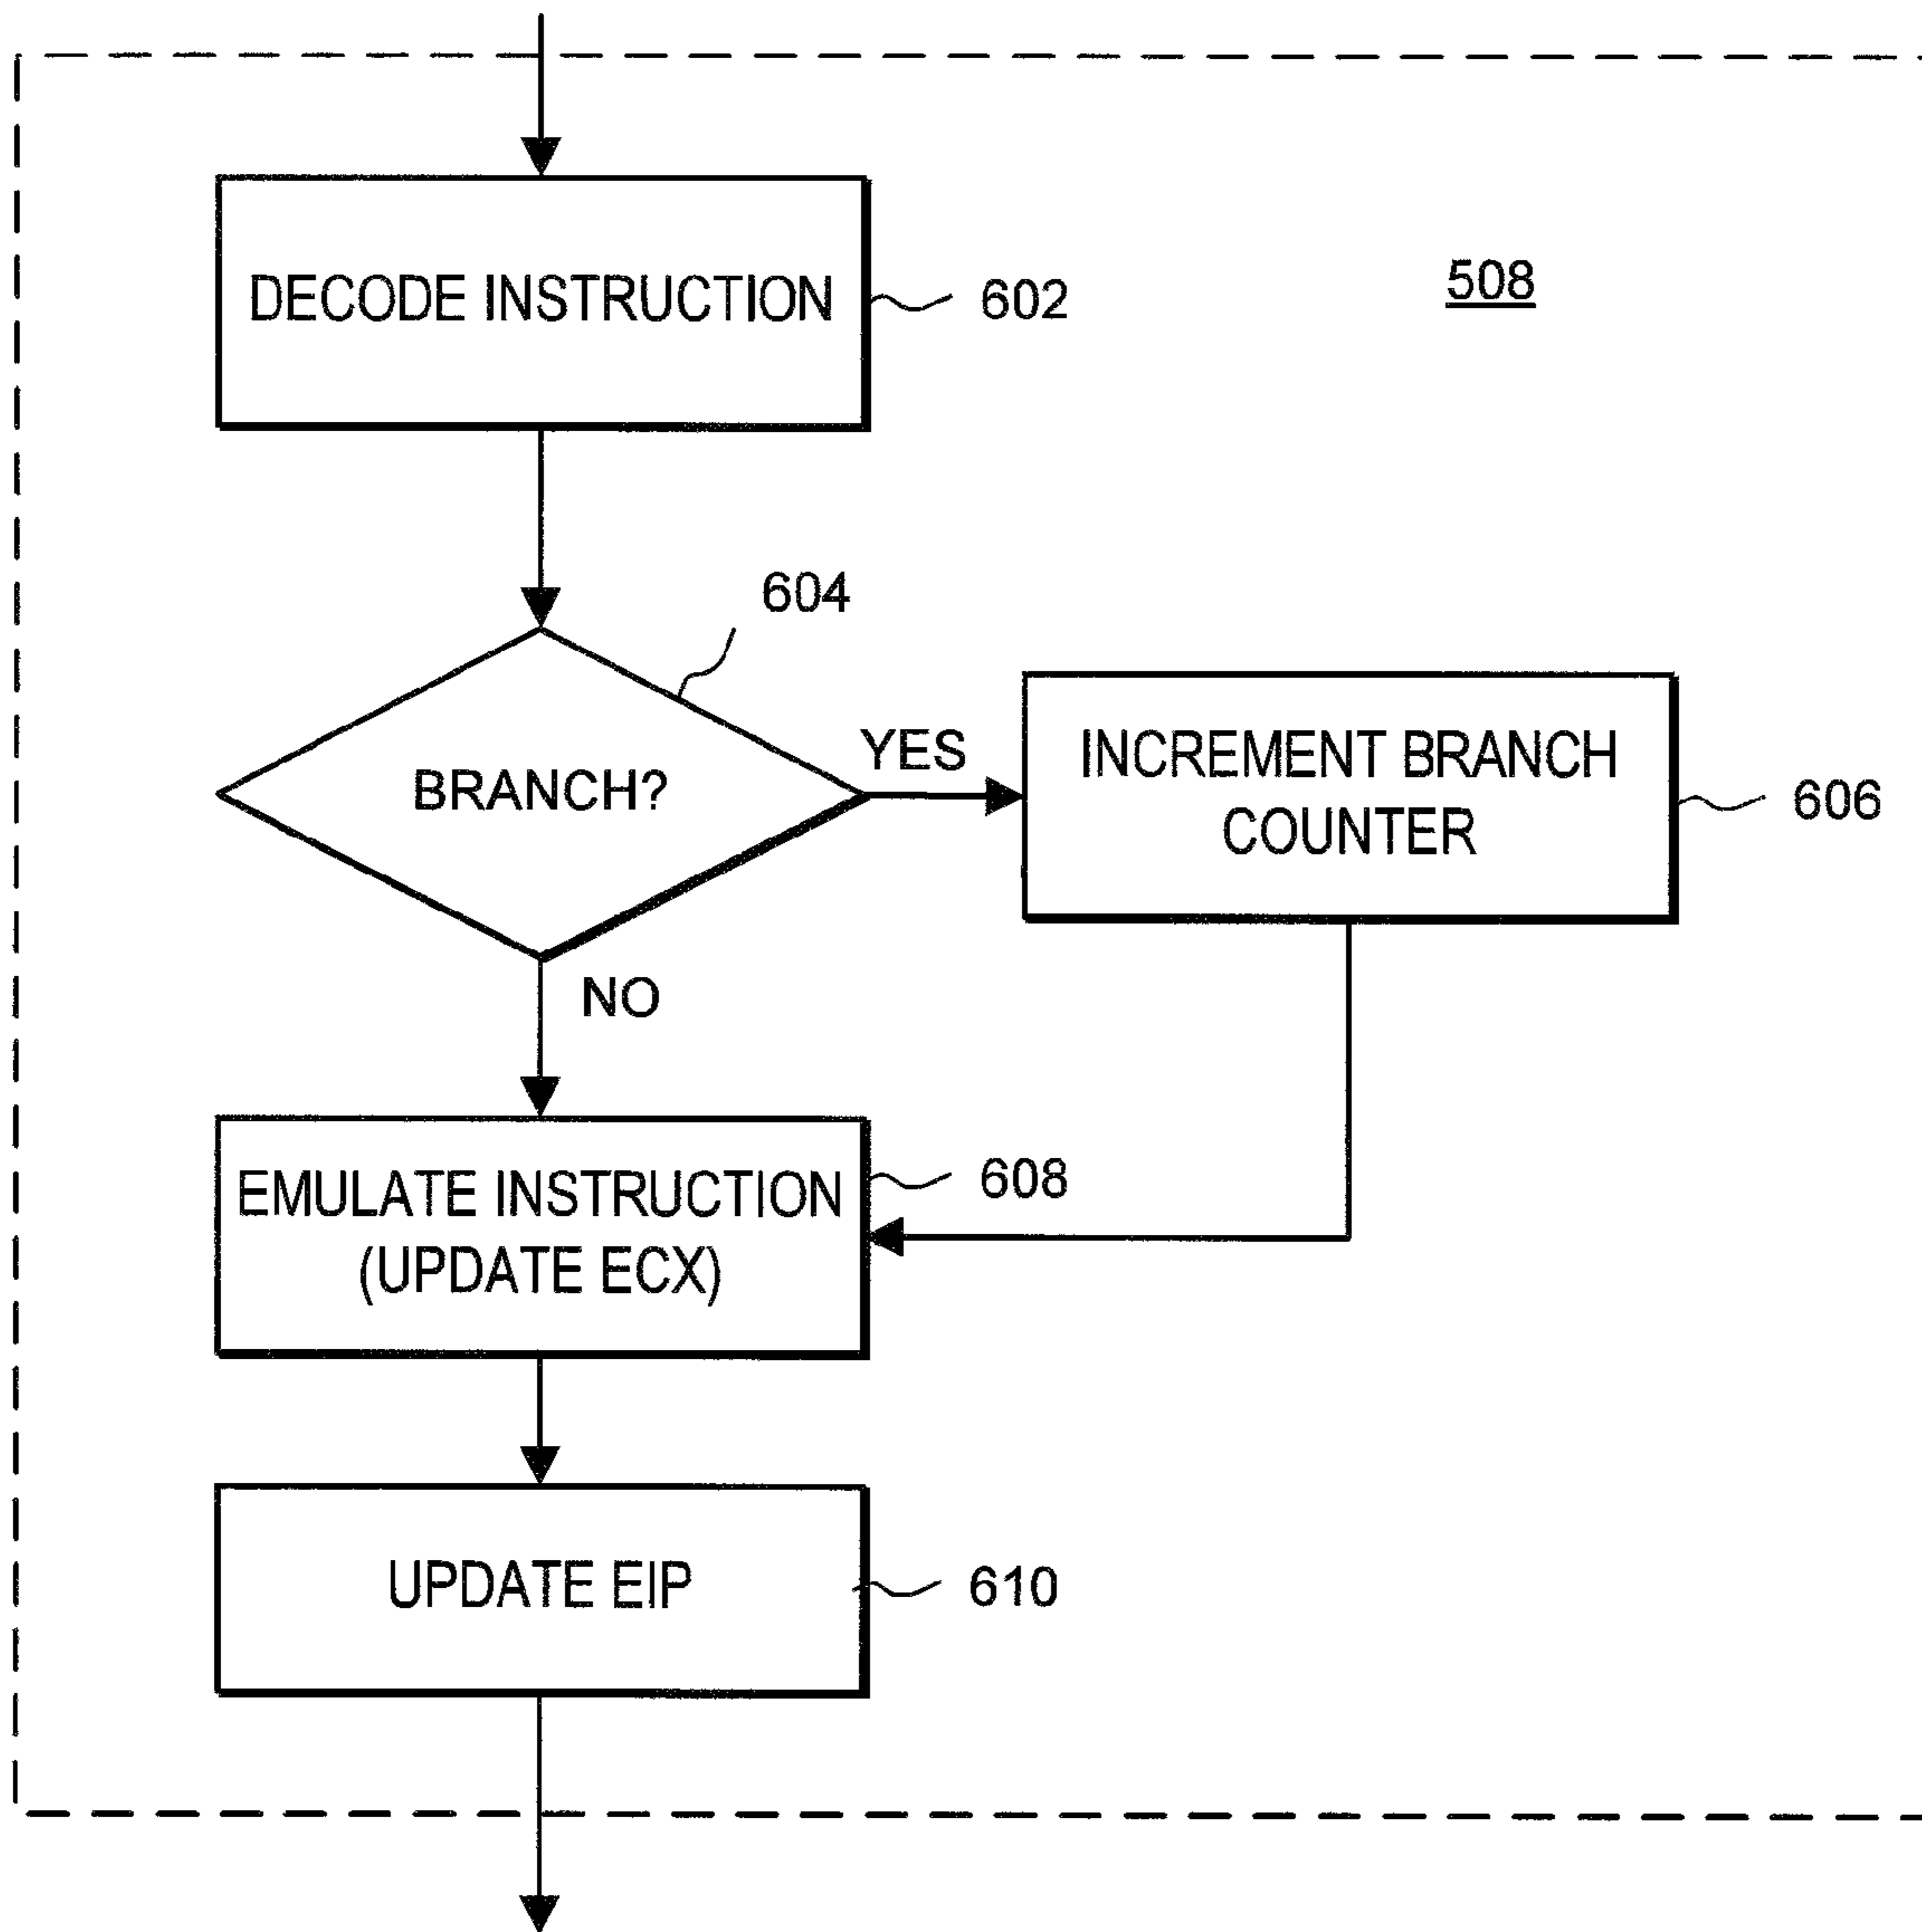 DECODE INSTRUCTION
602
508
604
BRANCH?
YES
INCREMENT BRANCH
COUNTER
606
NO
EMULATE INSTRUCTION
(UPDATE ECX)
608
UPDATE EIP
610